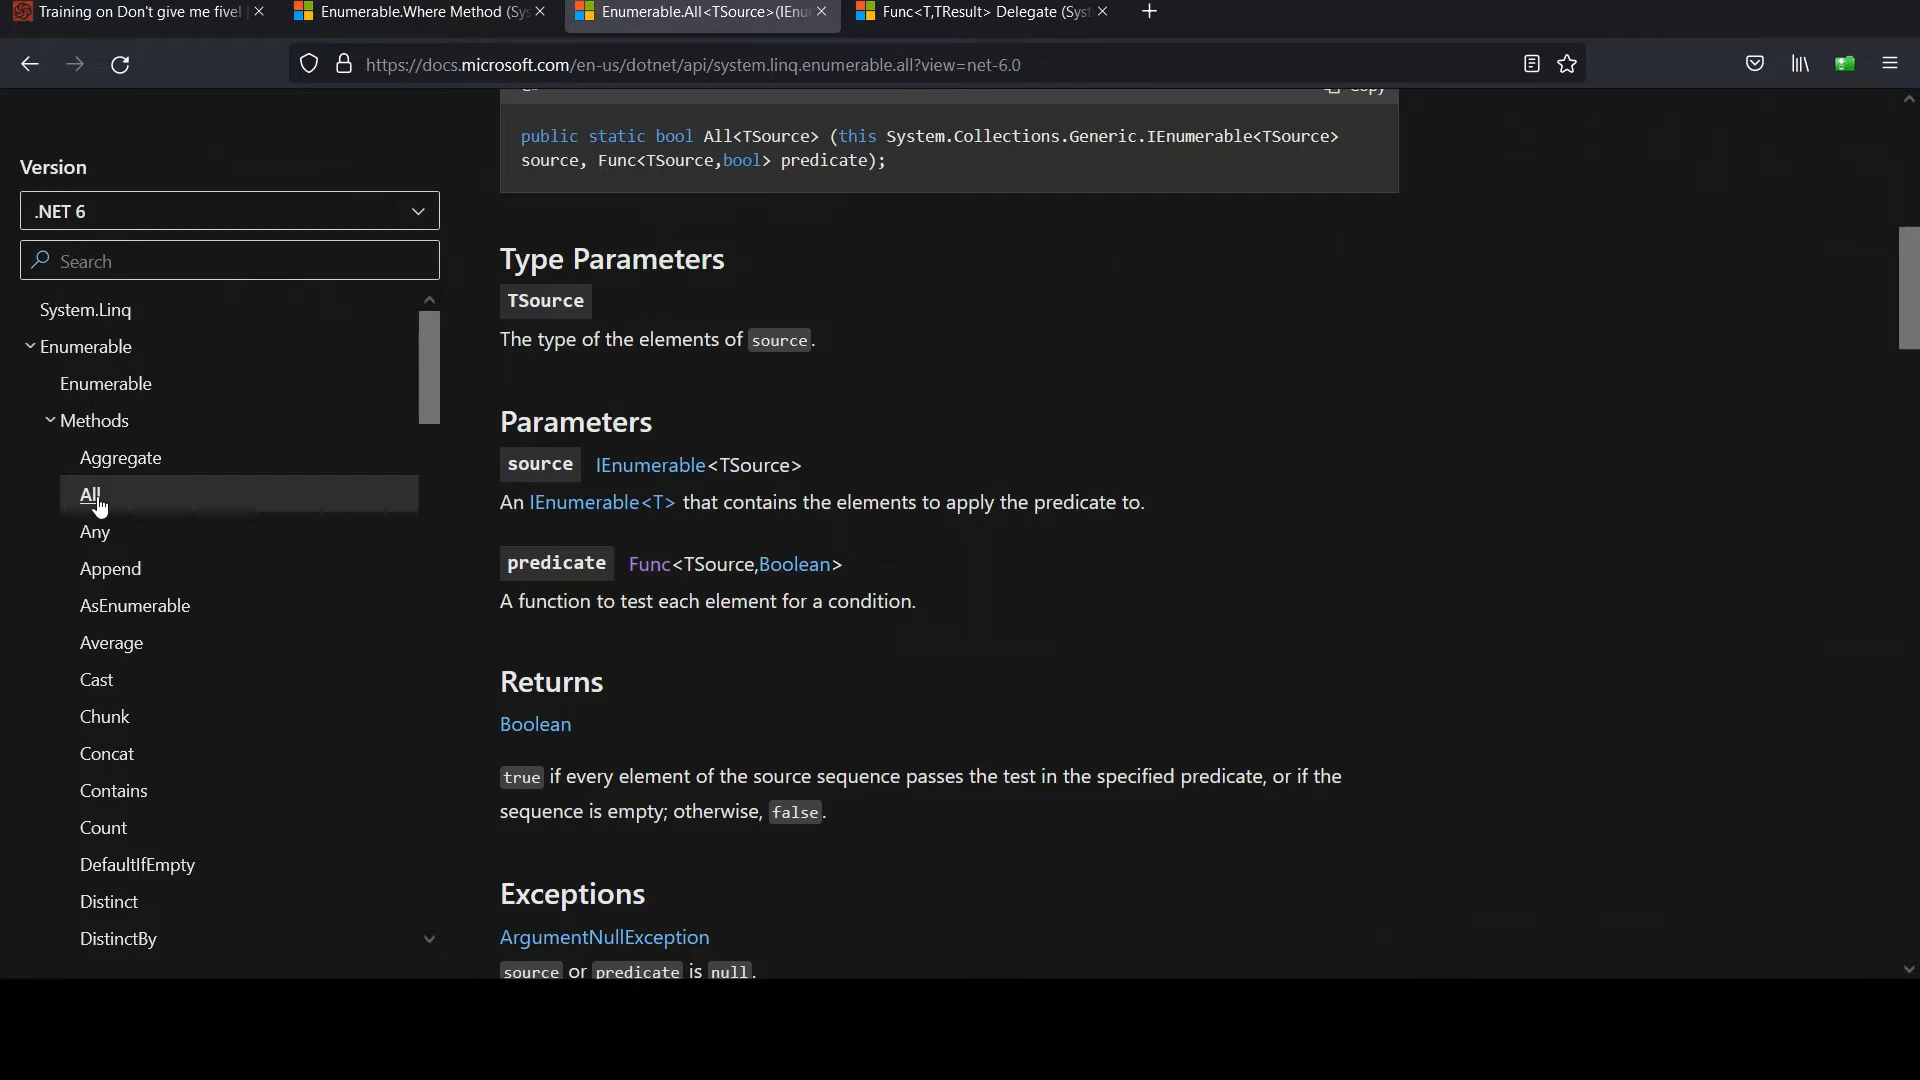 Training on Don't give me five!
Enumerable.Where Method (Sys
Enumerable.All<TSource>(IEnu
Func<T,TResult> Delegate (Syst
https://docs.microsoft.com/en-us/dotnet/api/system.linq.enumerable.all?view=net-6.0
Version
.NET 6
Search
System.Linq
Enumerable
Enumerable
Methods
Aggregate
All
Any
Append
AsEnumerable
Average
Cast
Chunk
Concat
Contains
Count
DefaultIfEmpty
Distinct
DistinctBy
Copy
public static bool All<TSource> (this System.Collections.Generic.IEnumerable<TSource>
source, Func<TSource,bool> predicate);
Type Parameters
TSource
The type of the elements of source.
Parameters
source IEnumerable<TSource>
An IEnumerable<T> that contains the elements to apply the predicate to.
predicate Func<TSource,Boolean>
A function to test each element for a condition.
Returns
Boolean
true if every element of the source sequence passes the test in the specified predicate, or if the
sequence is empty; otherwise, false.
Exceptions
ArgumentNullException
source or predicate is null.